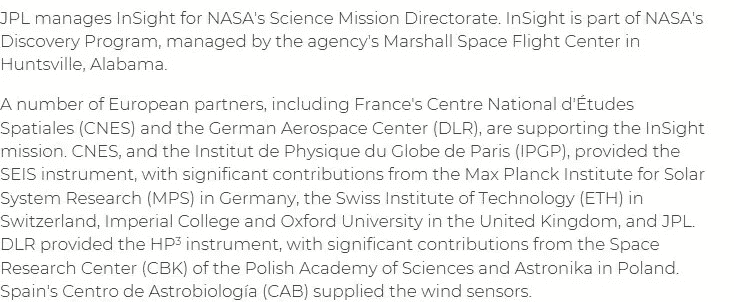 JPL manages InSight for NASA's Science Mission Directorate. InSight is part of NASA's
Discovery Program, managed by the agency's Marshall Space Flight Center in
Huntsville, Alabama.
A number of European partners, including France's Centre National d'Études
Spatiales (CNES) and the German Aerospace Center (DLR), are supporting the InSight
mission. CNES, and the Institut de Physique du Globe de Paris (IPGP), provided the
SEIS instrument, with significant contributions from the Max Planck Institute for Solar
System Research (MPS) in Germany, the Swiss Institute of Technology (ETH) in
Switzerland, Imperial College and Oxford University in the United Kingdom, and JPL.
DLR provided the HP³ instrument, with significant contributions from the Space
Research Center (CBK) of the Polish Academy of Sciences and Astronika in Poland.
Spain's Centro de Astrobiología (CAB) supplied the wind sensors.